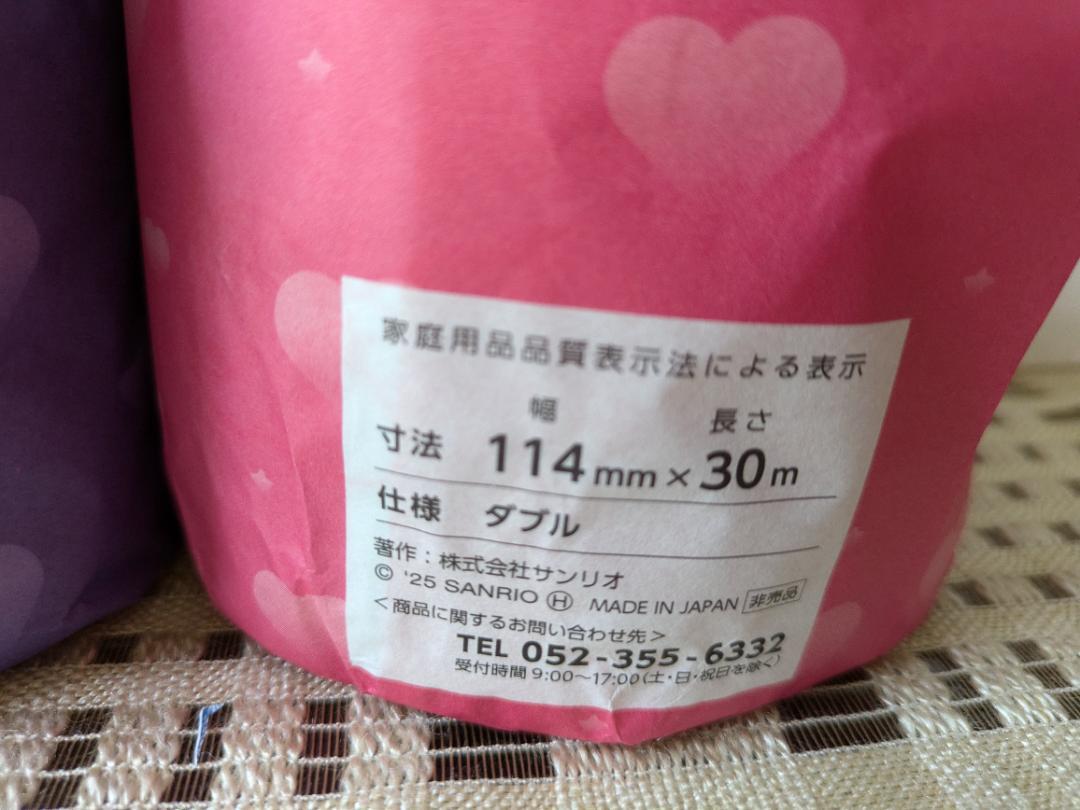 家庭用品品質表示法による表示
幅 長さ
寸法 114mm×30m
仕様 ダブル
著作：株式会社サンリオ
© '25 SANRIO Ⓗ MADE IN JAPAN 非売品
＜商品に関するお問い合わせ先＞
TEL 052-355-6332
受付時間 9:00〜17:00(土・日・祝日を除く)